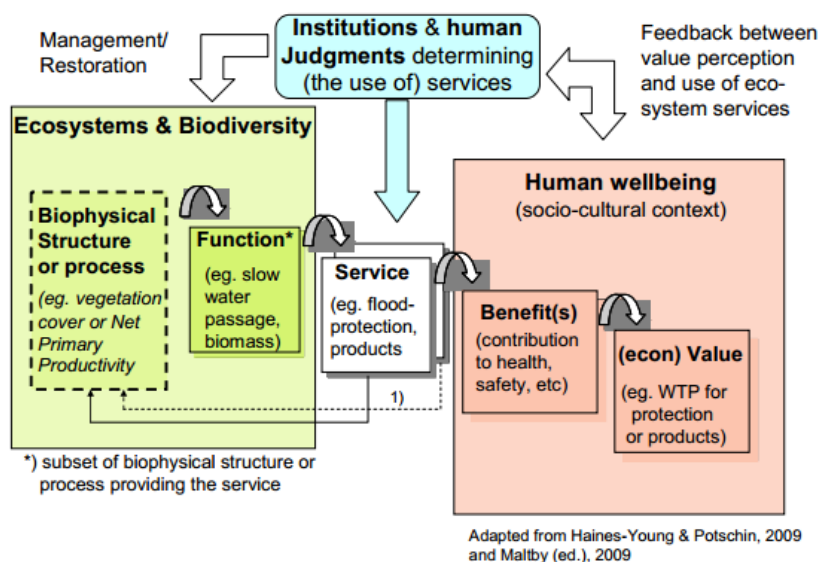 Management/
Restoration
Institutions & human
Judgments determining
(the use of) services
Feedback between
value perception
and use of eco-
system services
Ecosystems & Biodiversity
Biophysical
Structure
or process
(eg. vegetation
cover or Net
Primary
Productivity
Function*
(eg. slow
water
passage,
biomass)
Service
(eg. flood-
protection,
products
1)
Human wellbeing
(socio-cultural context)
Benefit(s)
(contribution
to health,
safety, etc)
(econ) Value
(eg. WTP for
protection
or products)
*) subset of biophysical structure or
process providing the service
Adapted from Haines-Young & Potschin, 2009
and Maltby (ed.), 2009